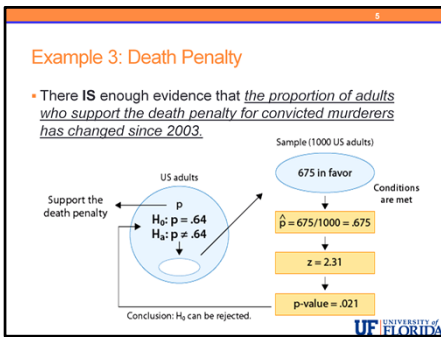 5
Example 3: Death Penalty
▪ There IS enough evidence that the proportion of adults
who support the death penalty for convicted murderers
has changed since 2003.
Sample (1000 US adults)
US adults
675 in favor
Conditions
are met
Support the
death penalty
p
H₀: p = .64
Hₐ: p ≠ .64
p̂ = 675/1000 = .675
z = 2.31
p-value = .021
Conclusion: H₀ can be rejected.
UF UNIVERSITY of
FLORIDA